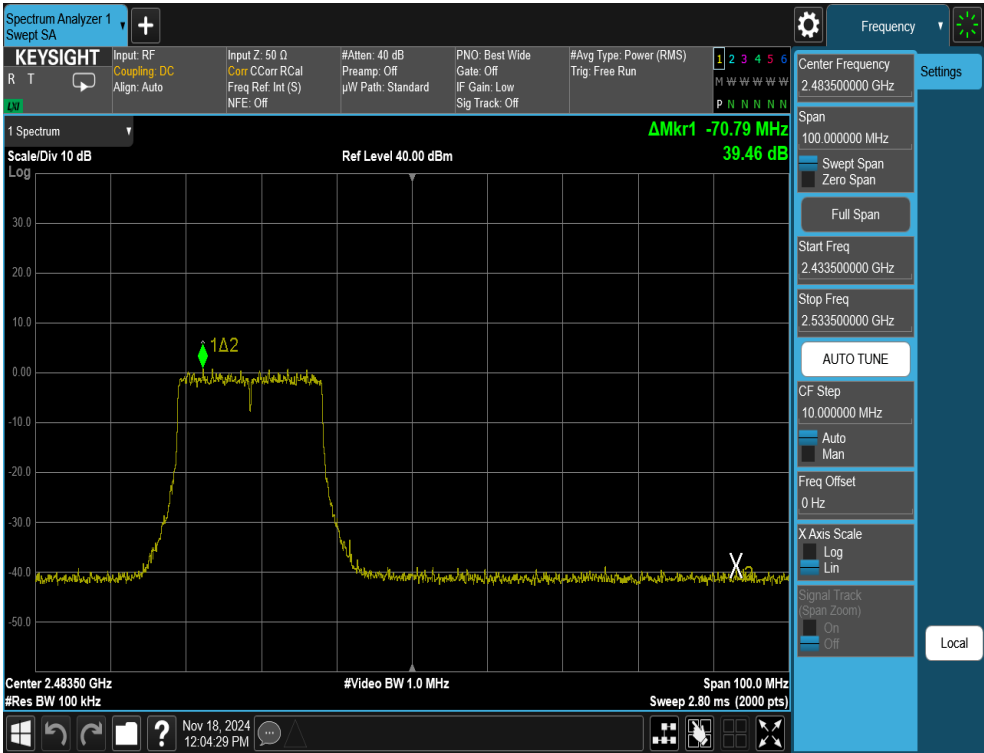 Spectrum Analyzer 1
Swept SA
+
Frequency
KEYSIGHT
R T
LXI
Input: RF
Coupling: DC
Align: Auto
Input Z: 50 Ω
Corr CCorr RCal
Freq Ref: Int (S)
NFE: Off
#Atten: 40 dB
Preamp: Off
µW Path: Standard
PNO: Best Wide
Gate: Off
IF Gain: Low
Sig Track: Off
#Avg Type: Power (RMS)
Trig: Free Run
1 2 3 4 5 6
M W W W W W
P N N N N N
1 Spectrum
Scale/Div 10 dB
Log
Ref Level 40.00 dBm
ΔMkr1 -70.79 MHz
39.46 dB
30.0
20.0
10.0
0.00
-10.0
-20.0
-30.0
-40.0
-50.0
1Δ2
X2
Center 2.48350 GHz
#Res BW 100 kHz
#Video BW 1.0 MHz
Span 100.0 MHz
Sweep 2.80 ms (2000 pts)
Center Frequency
2.483500000 GHz
Settings
Span
100.000000 MHz
Swept Span
Zero Span
Full Span
Start Freq
2.433500000 GHz
Stop Freq
2.533500000 GHz
AUTO TUNE
CF Step
10.000000 MHz
Auto
Man
Freq Offset
0 Hz
X Axis Scale
Log
Lin
Signal Track
(Span Zoom)
On
Off
Local
?
Nov 18, 2024
12:04:29 PM